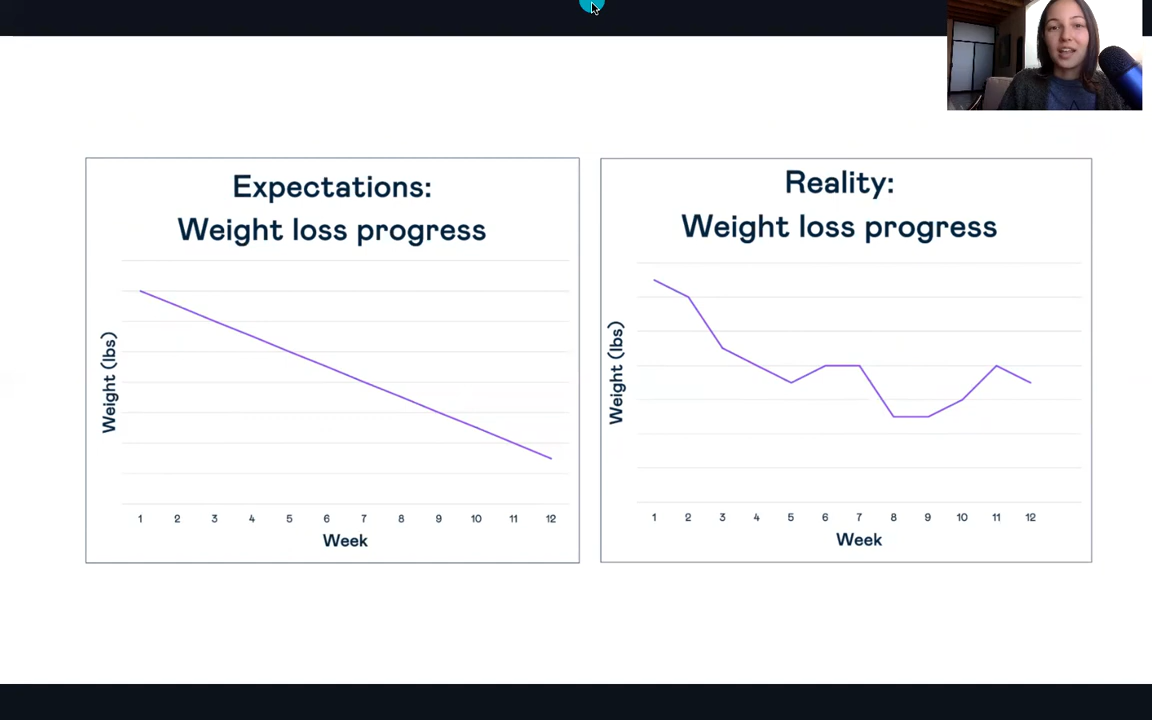 Expectations:
Weight loss progress
Weight (lbs)
1 2 3 4 5 6 7 8 9 10 11 12
Week
Reality:
Weight loss progress
Weight (lbs)
1 2 3 4 5 6 7 8 9 10 11 12
Week